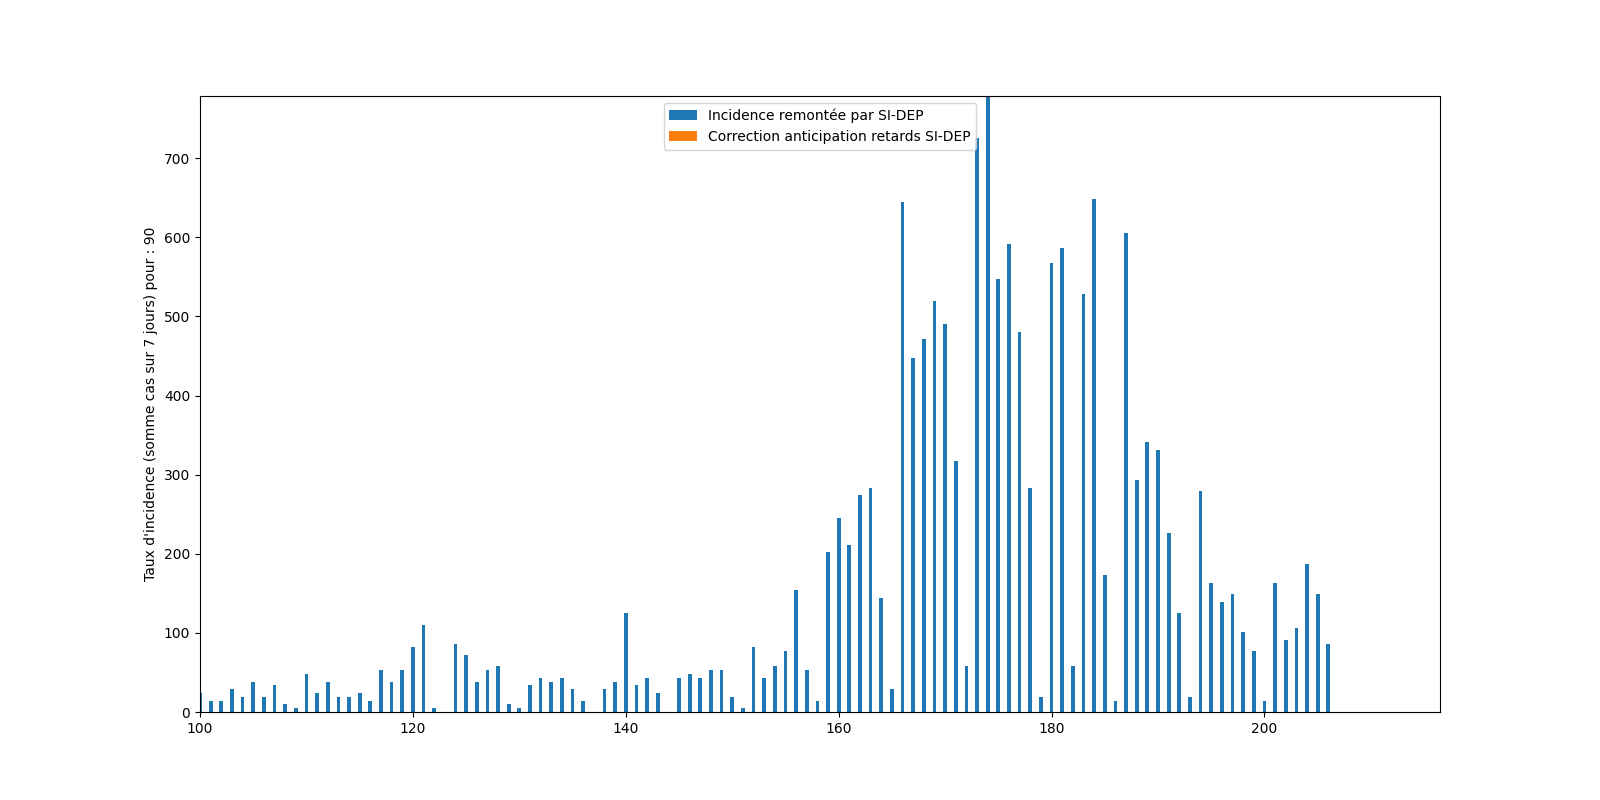 Incidence remontée par SI-DEP
Correction anticipation retards SI-DEP
Taux d'incidence (somme cas sur 7 jours) pour : 90
700
600
500
400
300
200
100
0
100 120 140 160 180 200